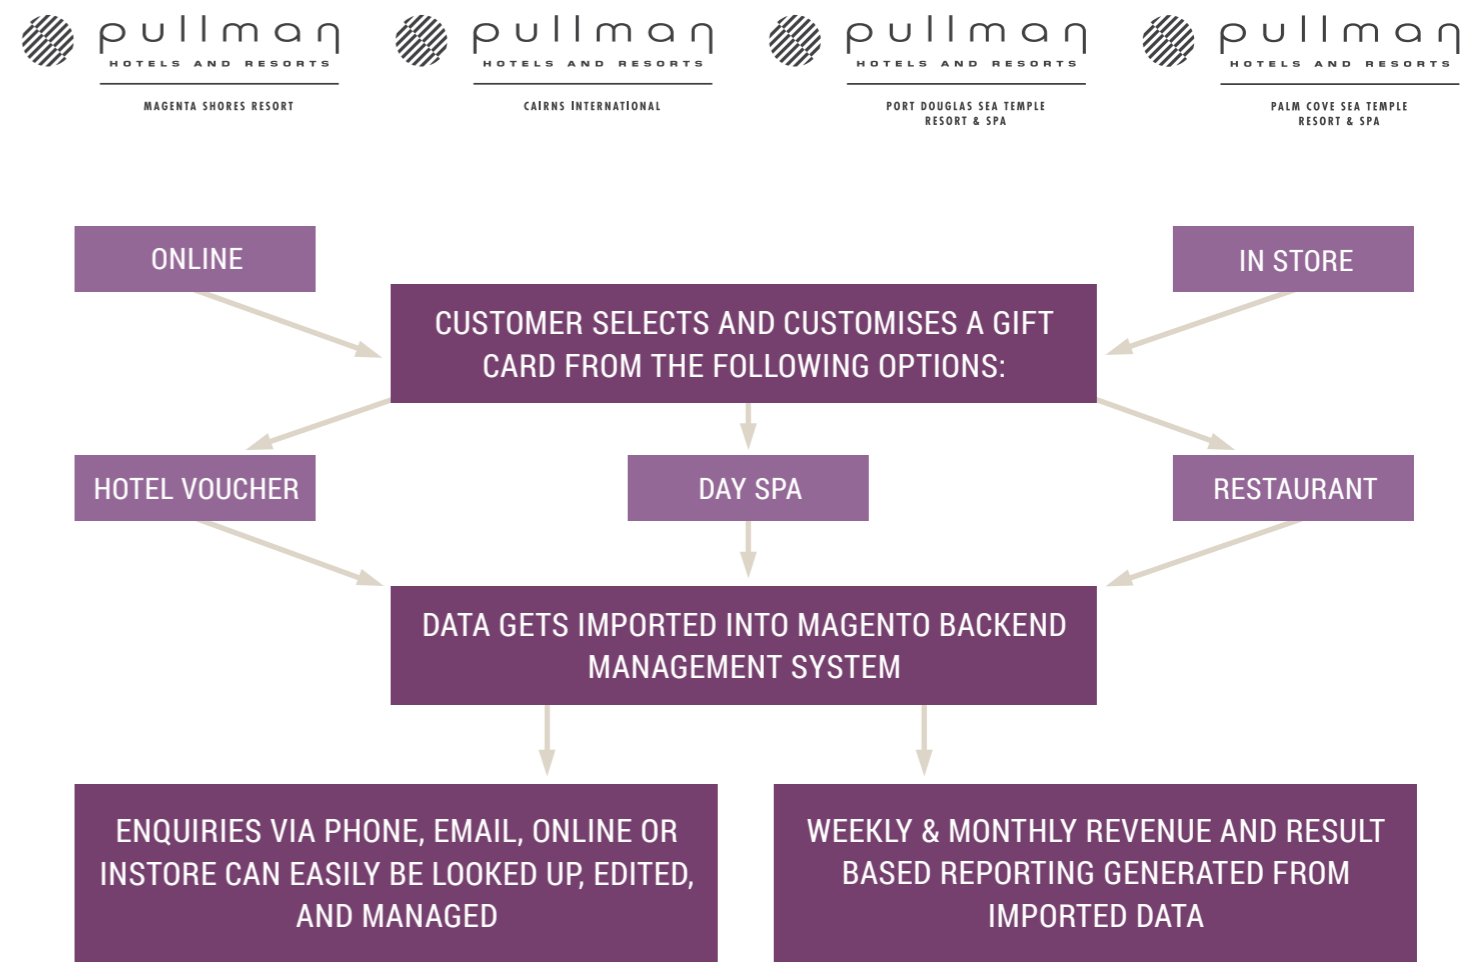 pullman
HOTELS AND RESORTS
MAGENTA SHORES RESORT
pullman
HOTELS AND RESORTS
CAIRNS INTERNATIONAL
pullman
HOTELS AND RESORTS
PORT DOUGLAS SEA TEMPLE
RESORT & SPA
pullman
HOTELS AND RESORTS
PALM COVE SEA TEMPLE
RESORT & SPA
ONLINE
IN STORE
CUSTOMER SELECTS AND CUSTOMISES A GIFT
CARD FROM THE FOLLOWING OPTIONS:
HOTEL VOUCHER
DAY SPA
RESTAURANT
DATA GETS IMPORTED INTO MAGENTO BACKEND
MANAGEMENT SYSTEM
ENQUIRIES VIA PHONE, EMAIL, ONLINE OR
INSTORE CAN EASILY BE LOOKED UP, EDITED,
AND MANAGED
WEEKLY & MONTHLY REVENUE AND RESULT
BASED REPORTING GENERATED FROM
IMPORTED DATA